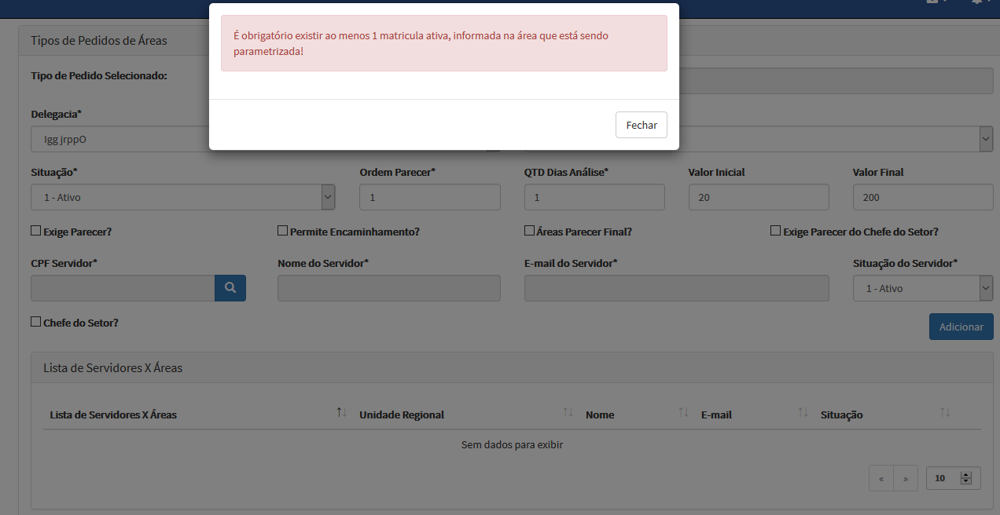 É obrigatório existir ao menos 1 matricula ativa, informada na área que está sendo
parametrizada!
Fechar
Tipos de Pedidos de Áreas
Tipo de Pedido Selecionado:
Delegacia*
Igg jrppO
Situação*
Ordem Parecer*
QTD Dias Análise*
Valor Inicial
Valor Final
1 - Ativo
1
1
20
200
Exige Parecer?
Permite Encaminhamento?
Áreas Parecer Final?
Exige Parecer do Chefe do Setor?
CPF Servidor*
Nome do Servidor*
E-mail do Servidor*
Situação do Servidor*
1 - Ativo
Chefe do Setor?
Adicionar
Lista de Servidores X Áreas
Lista de Servidores X Áreas
Unidade Regional
Nome
E-mail
Situação
Sem dados para exibir
«
»
10